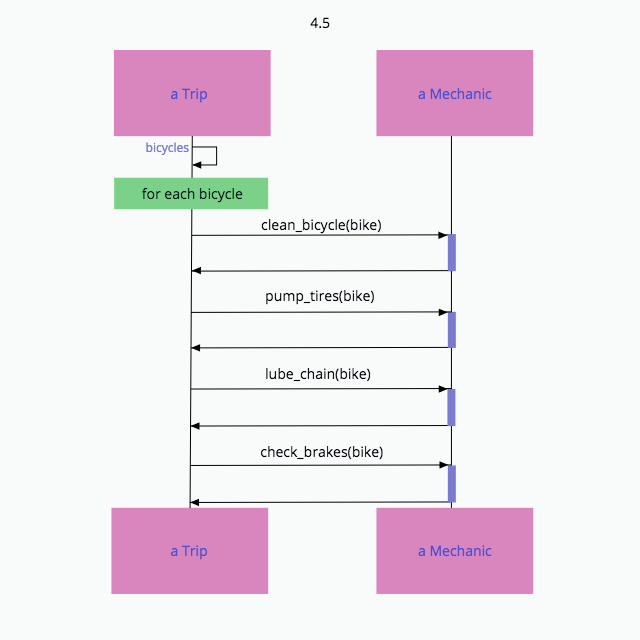 4.5
a Trip
a Mechanic
bicycles
for each bicycle
clean_bicycle(bike)
pump_tires(bike)
lube_chain(bike)
check_brakes(bike)
a Trip
a Mechanic